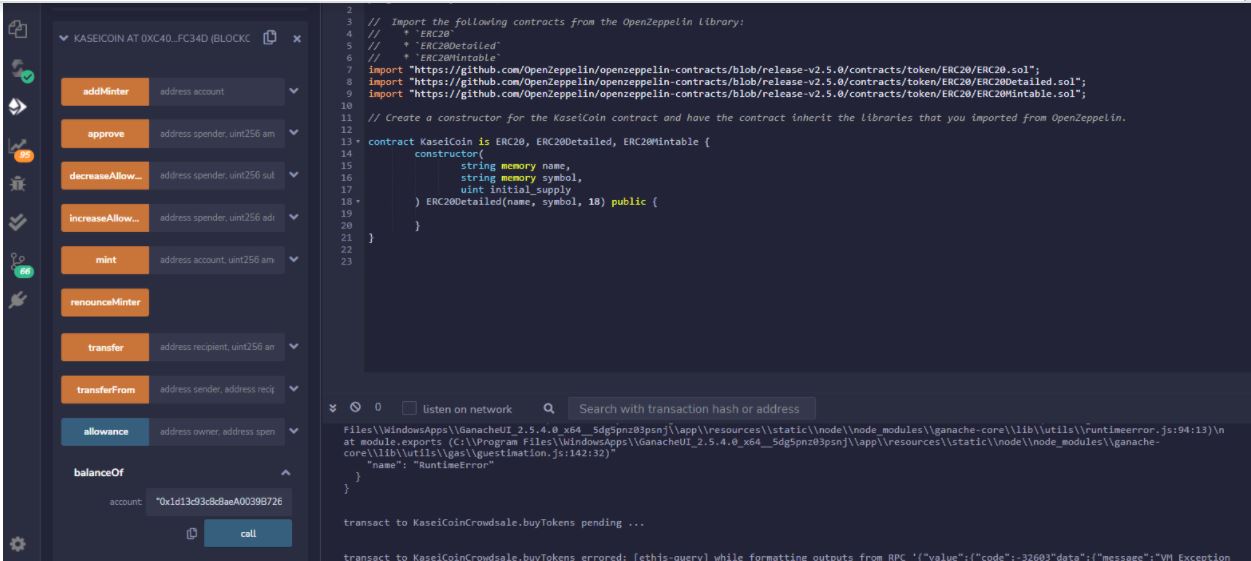 KASEICOIN AT 0XC40...FC34D (BLOCKC
addMinter address account
approve address spender, uint256 am
decreaseAllow... address spender, uint256 sub
increaseAllow... address spender, uint256 ad
mint address account, uint256 am
renounceMinter
transfer address recipient, uint256 am
transferFrom address sender, address recip
allowance address owner, address spen
balanceOf
account: "0x1d13c93c8c8aeA0039B726
call
95
66
2
3 // Import the following contracts from the OpenZeppelin library:
4 // * `ERC20`
5 // * `ERC20Detailed`
6 // * `ERC20Mintable`
7 import "https://github.com/OpenZeppelin/openzeppelin-contracts/blob/release-v2.5.0/contracts/token/ERC20/ERC20.sol";
8 import "https://github.com/OpenZeppelin/openzeppelin-contracts/blob/release-v2.5.0/contracts/token/ERC20/ERC20Detailed.sol";
9 import "https://github.com/OpenZeppelin/openzeppelin-contracts/blob/release-v2.5.0/contracts/token/ERC20/ERC20Mintable.sol";
10
11 // Create a constructor for the KaseiCoin contract and have the contract inherit the libraries that you imported from OpenZeppelin.
12
13 contract KaseiCoin is ERC20, ERC20Detailed, ERC20Mintable {
14 constructor(
15 string memory name,
16 string memory symbol,
17 uint initial_supply
18 ) ERC20Detailed(name, symbol, 18) public {
19
20 }
21 }
22
23
0 listen on network Search with transaction hash or address
Files\\WindowsApps\\GanacheUI_2.5.4.0_x64__5dg5pnz03psnj\\app\\resources\\static\\node\\node_modules\\ganache-core\\lib\\utils\\runtimeerror.js:94:13)\n
at module.exports (C:\\Program Files\\WindowsApps\\GanacheUI_2.5.4.0_x64__5dg5pnz03psnj\\app\\resources\\static\\node\\node_modules\\ganache-
core\\lib\\utils\\gas\\guestimation.js:142:32)"
"name": "RuntimeError"
}
}
transact to KaseiCoinCrowdsale.buyTokens pending ...
transact to KaseiCoinCrowdsale.buyTokens errored: [ethjs-query] while formatting outputs from RPC '{"value":{"code":-32603"data":{"message":"VM Exception